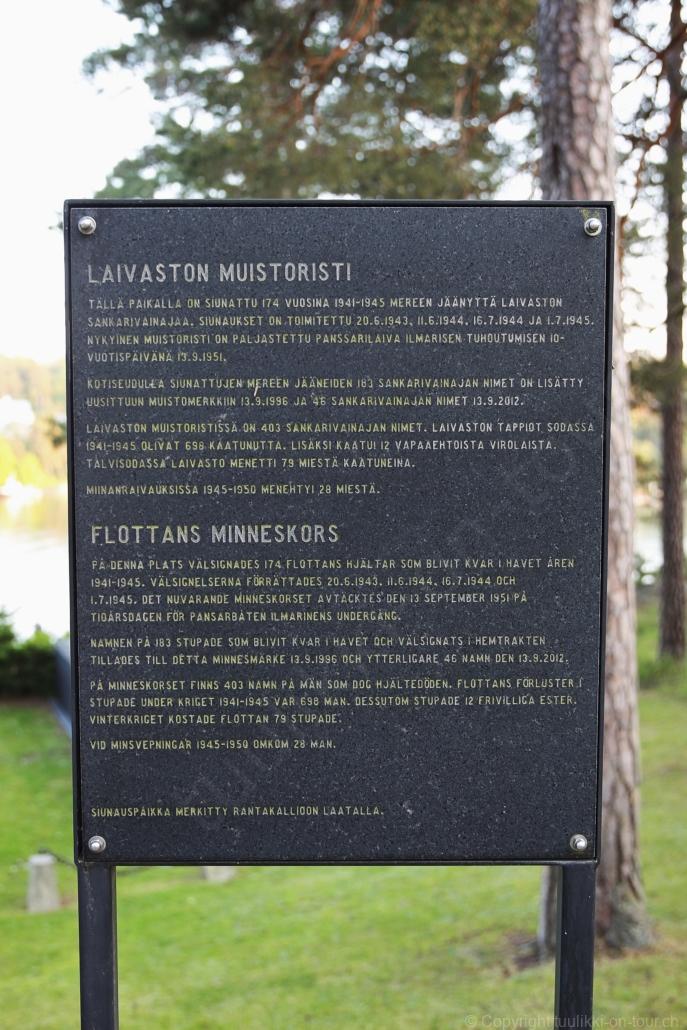 LAIVASTON MUISTORISTI
TÄLLÄ PAIKALLA ON SIUNATTU 174 VUOSINA 1941-1945 MEREEN JÄÄNYTTÄ LAIVASTON
SANKARIVAINAJAA. SIUNAUKSET ON TOIMITETTU 20.6.1943, 11.6.1944, 16.7.1944 JA 1.7.1945.
NYKYINEN MUISTORISTI ON PALJASTETTU PANSSARILAIVA ILMARISEN TUHOUTUMISEN 10-
VUOTISPÄIVÄNÄ 13.9.1951.
KOTISEUDULLA SIUNATTUJEN MEREEN JÄÄNEIDEN 183 SANKARIVAINAJAN NIMET ON LISÄTTY
UUSITTUUN MUISTOMERKKIIN 13.9.1996 JA 46 SANKARIVAINAJAN NIMET 13.9.2012.
LAIVASTON MUISTORISTISSÄ ON 403 SANKARIVAINAJAN NIMET. LAIVASTON TAPPIOT SODASSA
1941-1945 OLIVAT 698 KAATUNUTTA. LISÄKSI KAATUI 12 VAPAAEHTOISTA VIROLAISTA.
TALVISODASSA LAIVASTO MENETTI 79 MIESTÄ KAATUNEINA.
MIINANRAIVAUKSISSA 1945-1950 MENEHTYI 28 MIESTÄ.
FLOTTANS MINNESKORS
PÅ DENNA PLATS VÄLSIGNADES 174 FLOTTANS HJÄLTAR SOM BLIVIT KVAR I HAVET ÅREN
1941-1945. VÄLSIGNELSERNA FÖRRÄTTADES 20.6.1943, 11.6.1944, 16.7.1944 OCH
1.7.1945. DET NUVARANDE MINNESKORSET AVTÄCKTES DEN 13 SEPTEMBER 1951 PÅ
TIOÅRSDAGEN FÖR PANSARBÅTEN ILMARINENS UNDERGÅNG.
NAMNEN PÅ 183 STUPADE SOM BLIVIT KVAR I HAVET OCH VÄLSIGNATS I HEMTRAKTEN
TILLADES TILL DETTA MINNESMÄRKE 13.9.1996 OCH YTTERLIGARE 46 NAMN DEN 13.9.2012.
PÅ MINNESKORSET FINNS 403 NAMN PÅ MÄN SOM DOG HJÄLTEDÖDEN. FLOTTANS FÖRLUSTER I
STUPADE UNDER KRIGET 1941-1945 VAR 698 MAN. DESSUTOM STUPADE 12 FRIVILLIGA ESTER.
VINTERKRIGET KOSTADE FLOTTAN 79 STUPADE.
VID MINSVEPNINGAR 1945-1950 OMKOM 28 MAN.
SIUNAUSPAIKKA MERKITTY RANTAKALLIOON LAATALLA.
© Copyright tuulikki-on-tour.ch